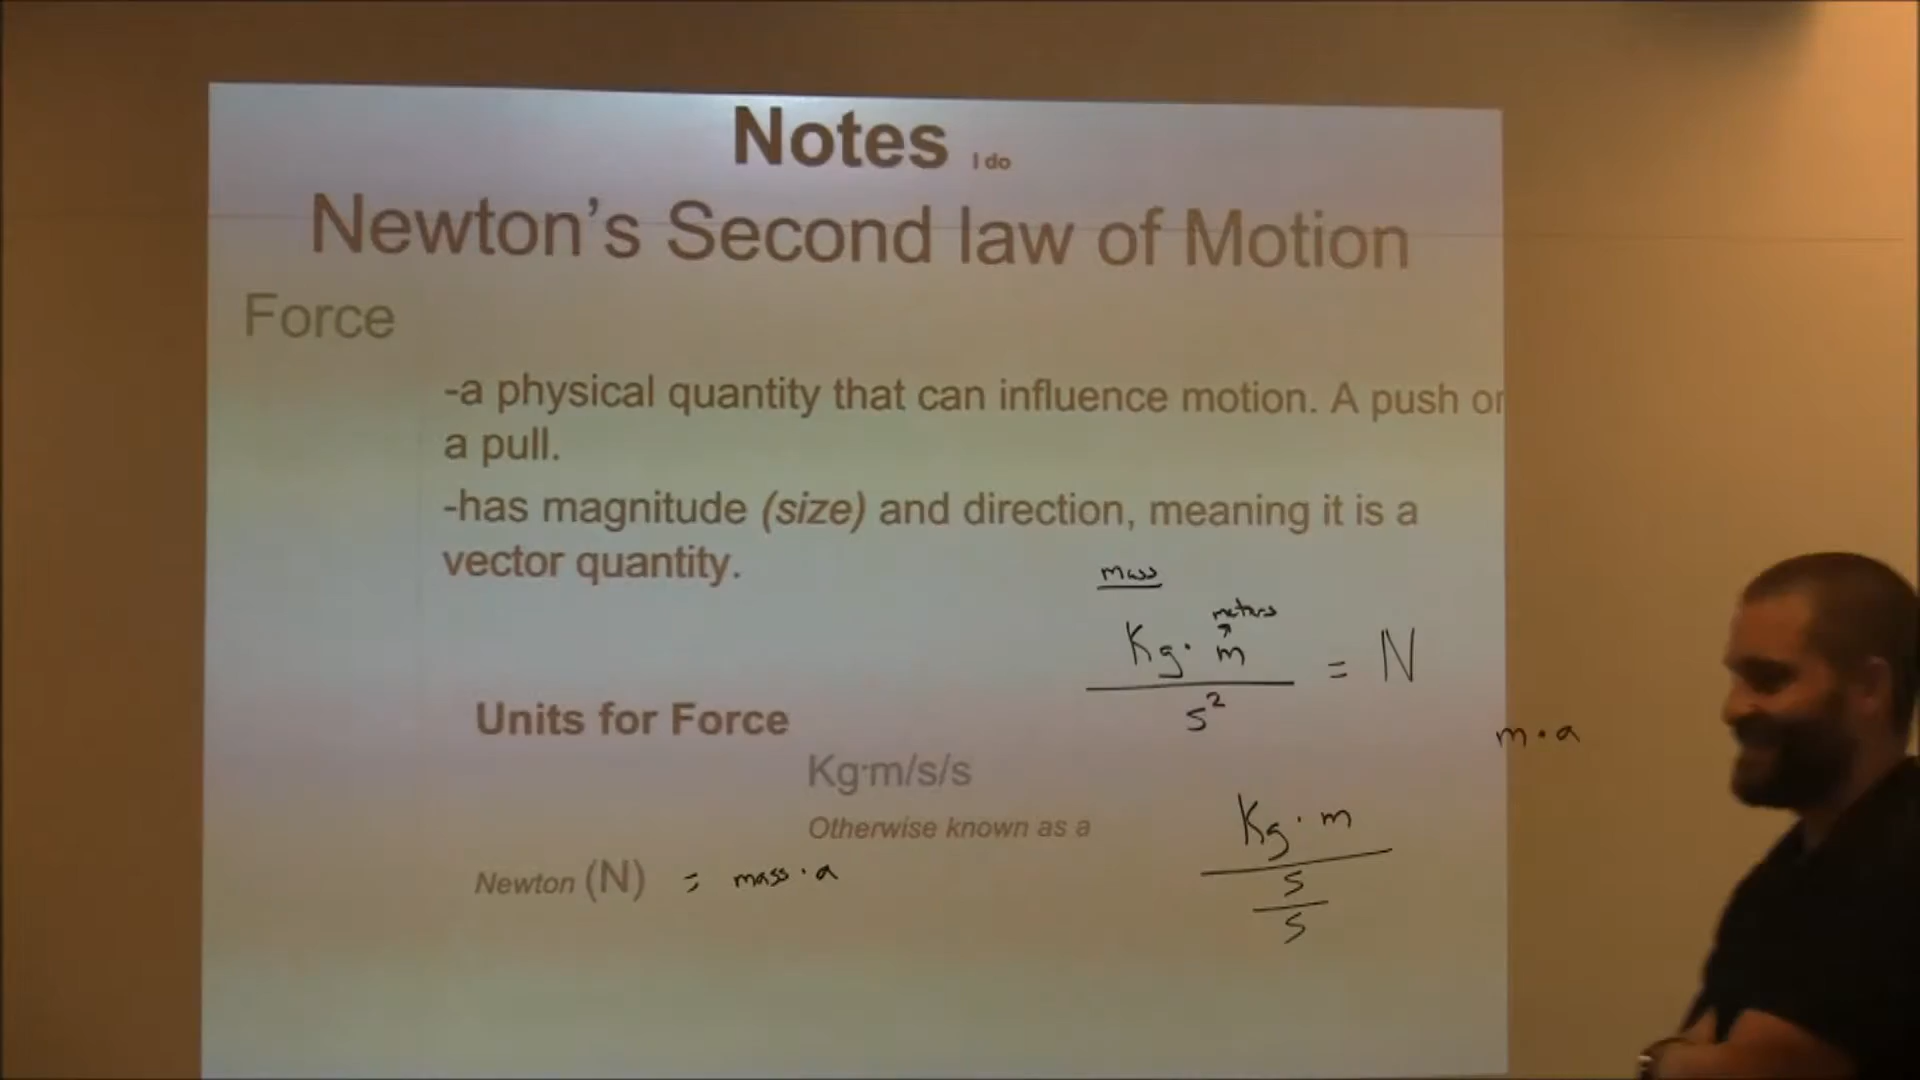 Notes I do
Newton's Second law of Motion
Force
-a physical quantity that can influence motion. A push or
a pull.
-has magnitude (size) and direction, meaning it is a
vector quantity.
mass
meters
Kg · m
= N
s²
Units for Force
m · a
Kg·m/s/s
Kg · m
Otherwise known as a
s
s
Newton (N) = mass · a